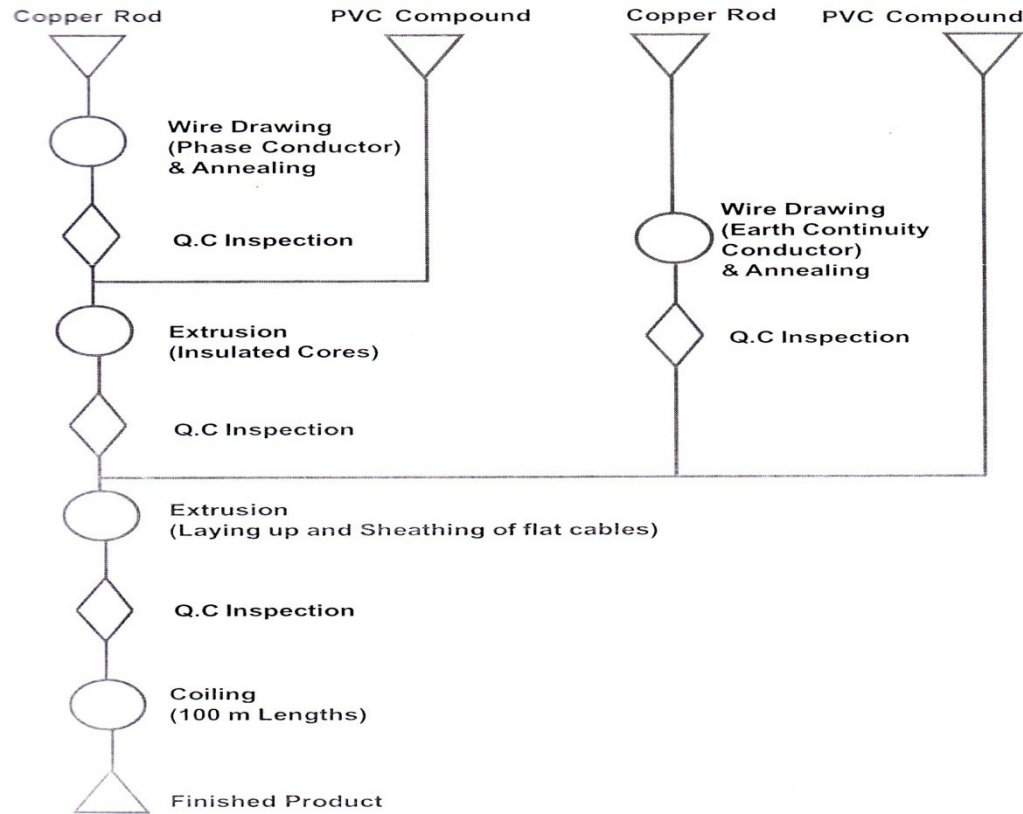 Copper Rod
PVC Compound
Copper Rod
PVC Compound
Wire Drawing
(Phase Conductor)
& Annealing
Q.C Inspection
Wire Drawing
(Earth Continuity
Conductor)
& Annealing
Q.C Inspection
Extrusion
(Insulated Cores)
Q.C Inspection
Extrusion
(Laying up and Sheathing of flat cables)
Q.C Inspection
Coiling
(100 m Lengths)
Finished Product